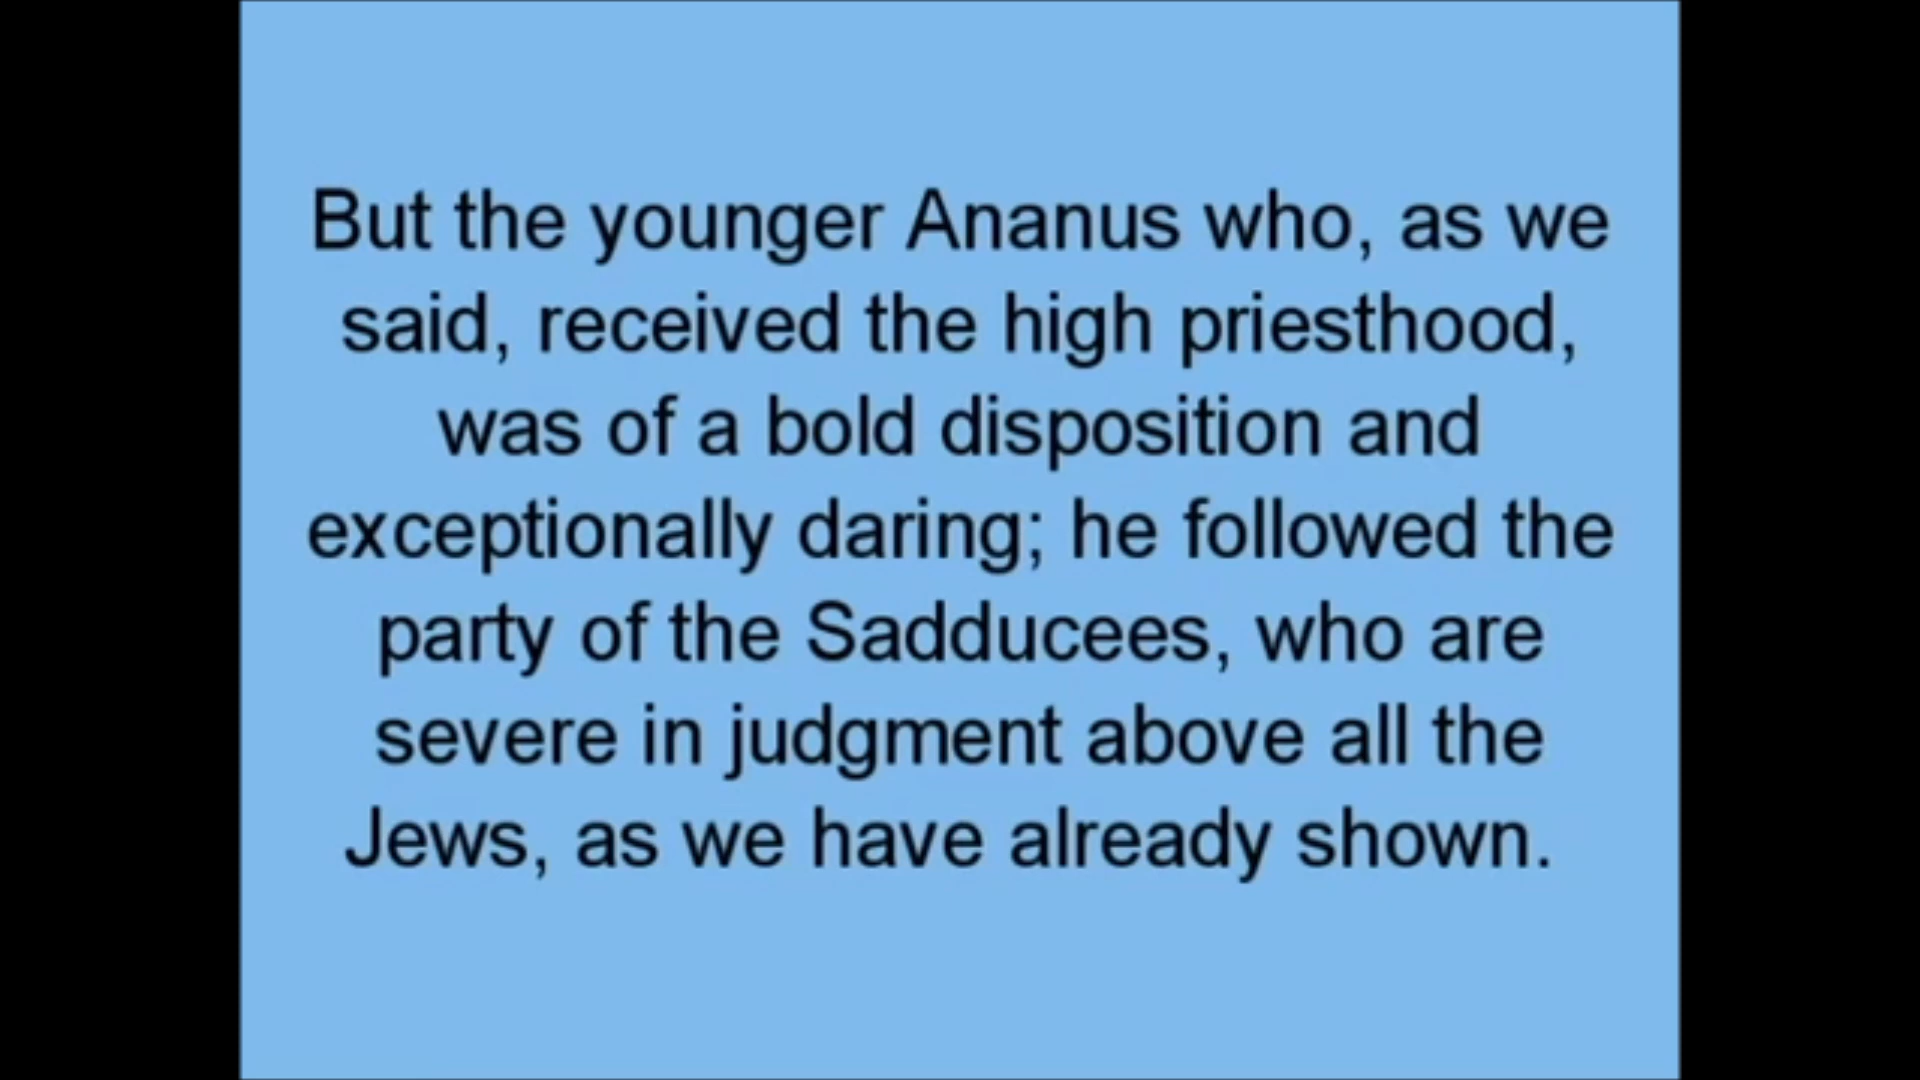 But the younger Ananus who, as we
said, received the high priesthood,
was of a bold disposition and
exceptionally daring; he followed the
party of the Sadducees, who are
severe in judgment above all the
Jews, as we have already shown.